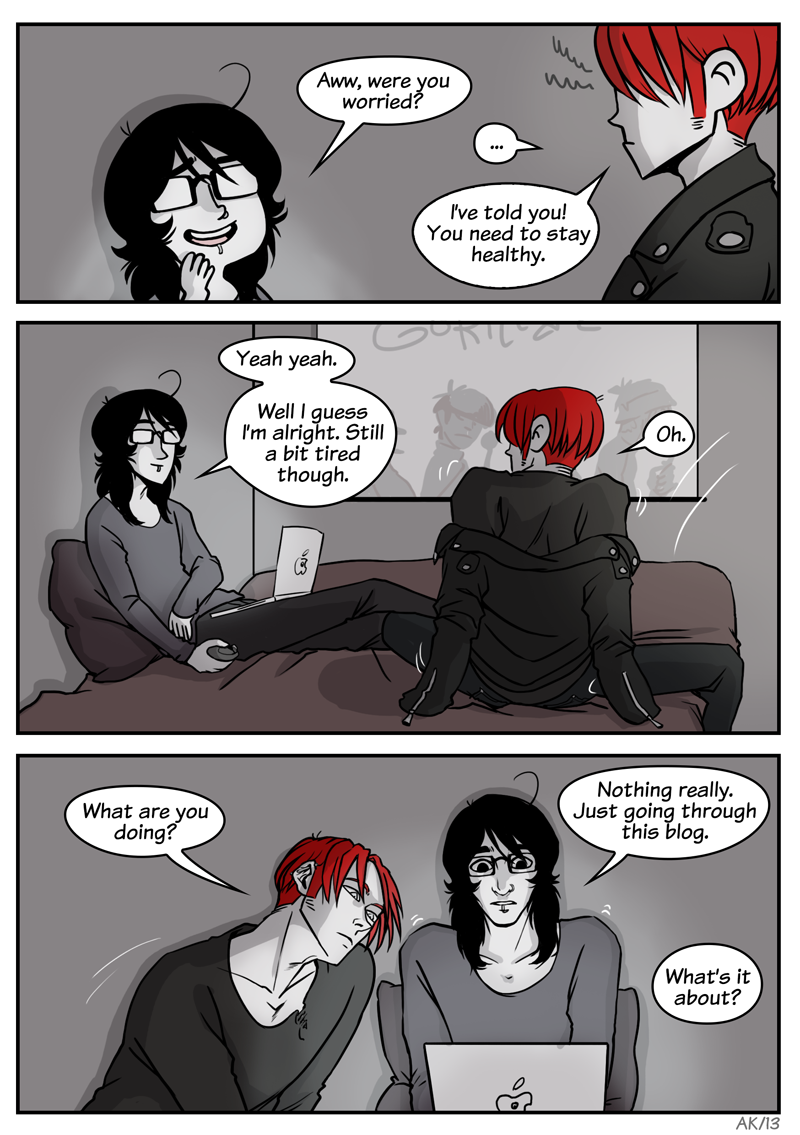 Aww, were you
worried?
...
I've told you!
You need to stay
healthy.
GORILLAZ
Yeah yeah.
Well I guess
I'm alright. Still
a bit tired
though.
Oh.
What are you
doing?
Nothing really.
Just going through
this blog.
What's it
about?
AK/13